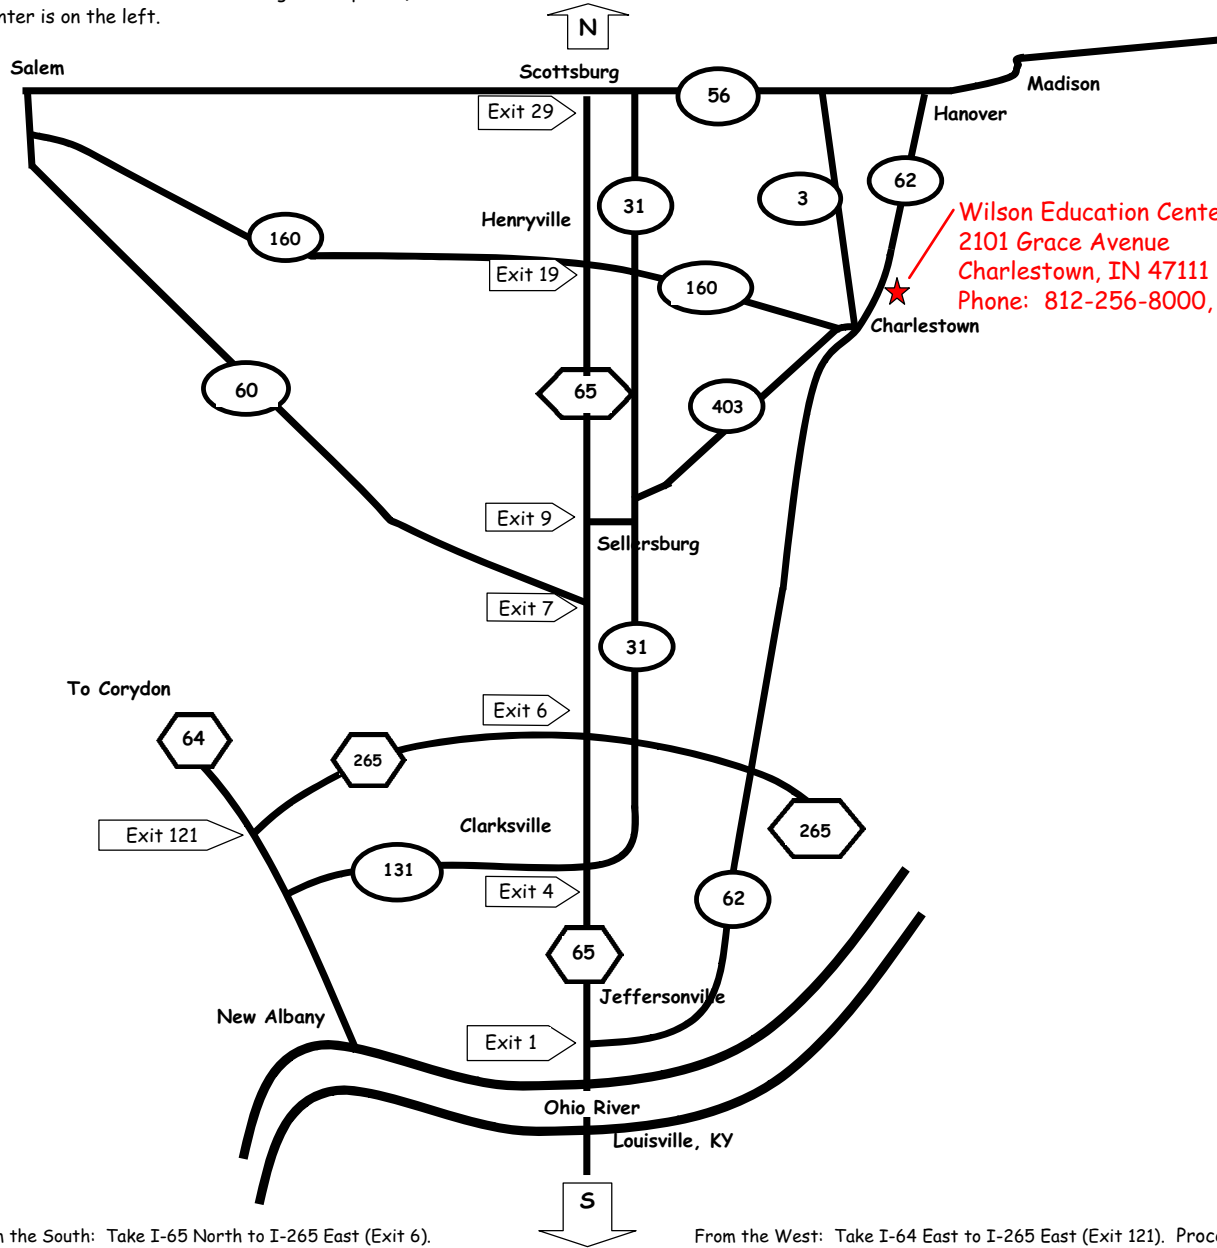 nter is on the left.
N
Salem
Scottsburg
56
Madison
Exit 29
Hanover
62
3
31
Henryville
Wilson Education Cente
2101 Grace Avenue
Charlestown, IN 47111
Phone: 812-256-8000,
160
Exit 19
160
Charlestown
60
65
403
Exit 9
Sellersburg
Exit 7
31
To Corydon
Exit 6
64
265
Clarksville
265
Exit 121
131
Exit 4
62
65
Jeffersonville
New Albany
Exit 1
Ohio River
Louisville, KY
S
the South: Take I-65 North to I-265 East (Exit 6).
From the West: Take I-64 East to I-265 East (Exit 121). Proce